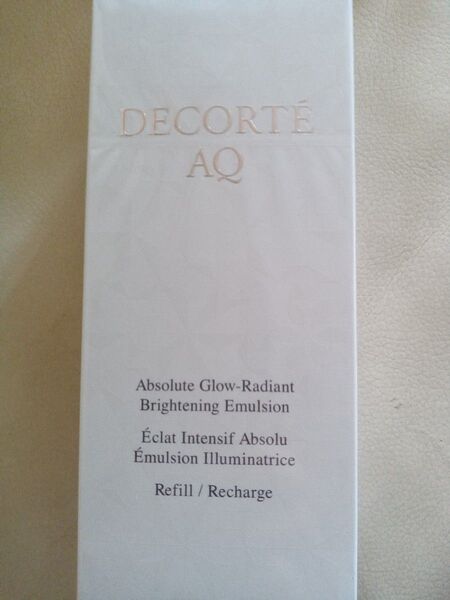 DECORTÉ
AQ
Absolute Glow-Radiant
Brightening Emulsion
Éclat Intensif Absolu
Émulsion Illuminatrice
Refill / Recharge